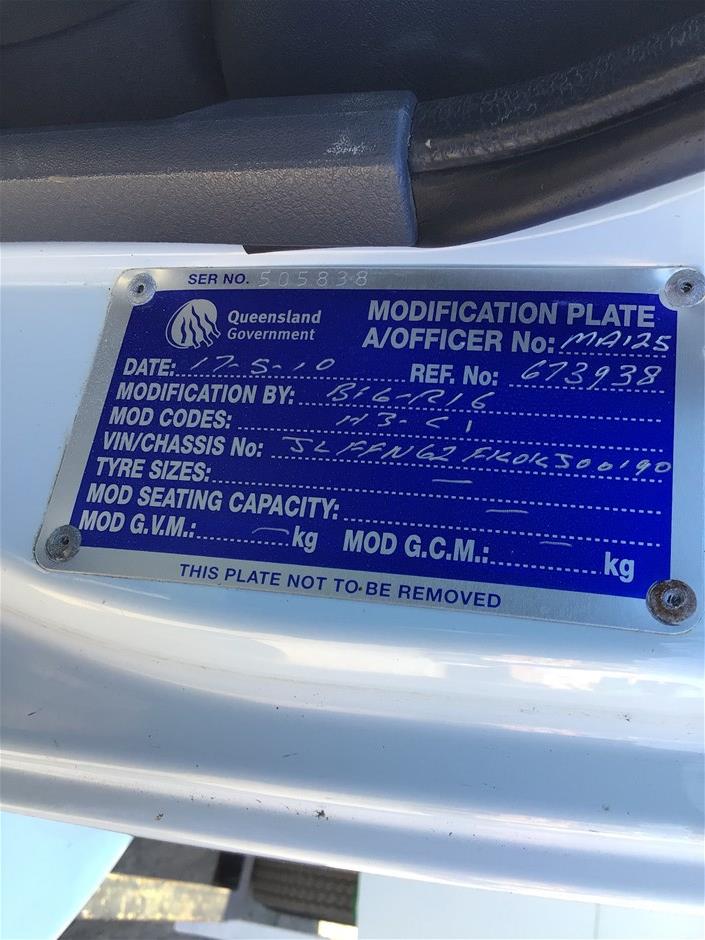 SER NO. 505838
Queensland Government
MODIFICATION PLATE
A/OFFICER No: MA125
DATE: 17-5-10 REF. No: 673938
MODIFICATION BY: BIG-RIG
MOD CODES: H3-C1
VIN/CHASSIS No:
TYRE SIZES: —
MOD SEATING CAPACITY: —
MOD G.V.M.: — kg MOD G.C.M.: — kg
THIS PLATE NOT TO BE REMOVED